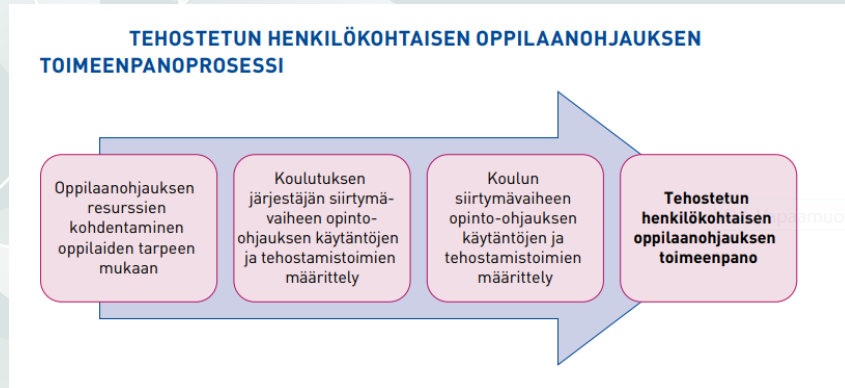 TEHOSTETUN HENKILÖKOHTAISEN OPPILAANOHJAUKSEN
TOIMEENPANOPROSESSI
Oppilaanohjauksen
resurssien
kohdentaminen
oppilaiden tarpeen
mukaan
Koulutuksen
järjestäjän siirtymä-
vaiheen opinto-
ohjauksen käytäntöjen
ja tehostamistoimien
määrittely
Koulun
siirtymävaiheen
opinto-ohjauksen
käytäntöjen ja
tehostamistoimien
määrittely
Tehostetun
henkilökohtaisen
oppilaanohjauksen
toimeenpano